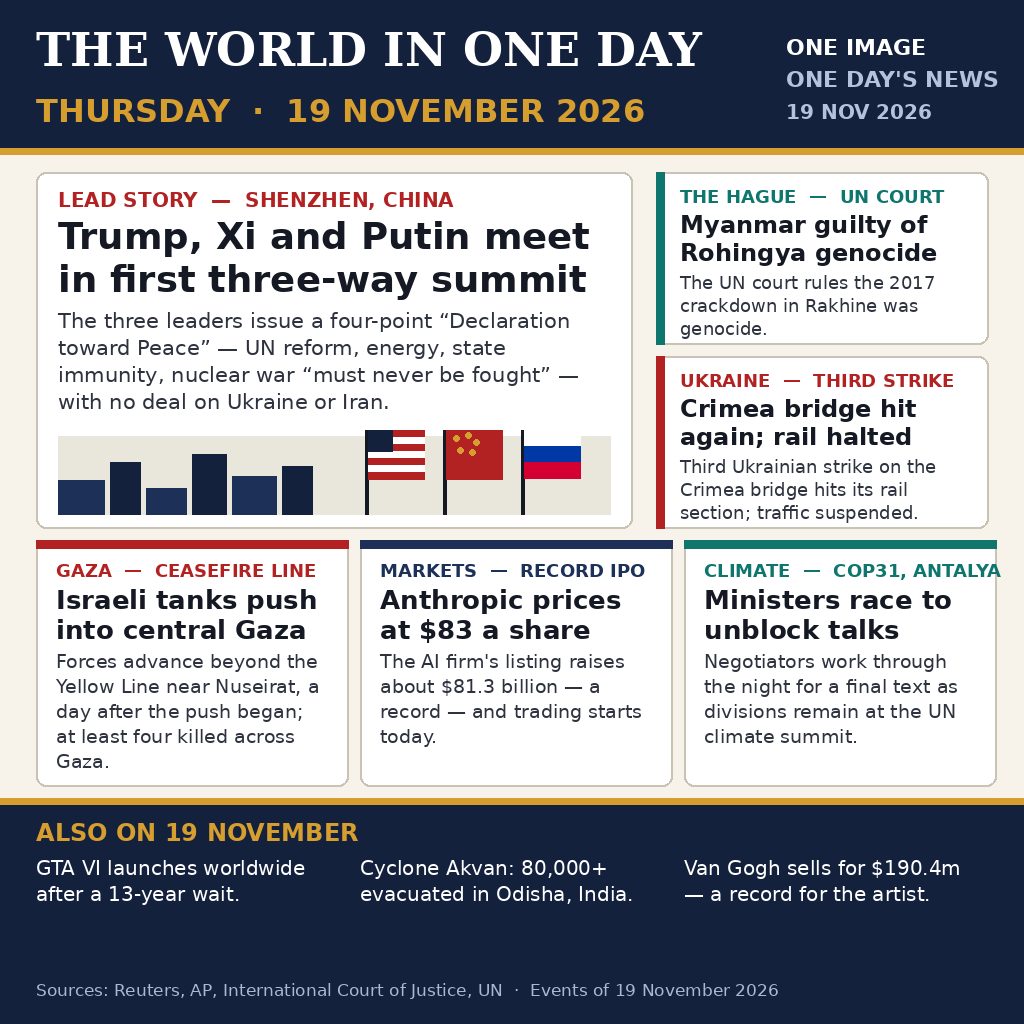 THE WORLD IN ONE DAY
THURSDAY · 19 NOVEMBER 2026
ONE IMAGE
ONE DAY'S NEWS
19 NOV 2026
LEAD STORY — SHENZHEN, CHINA
Trump, Xi and Putin meet
in first three-way summit
The three leaders issue a four-point “Declaration
toward Peace” — UN reform, energy, state
immunity, nuclear war “must never be fought” —
with no deal on Ukraine or Iran.
THE HAGUE — UN COURT
Myanmar guilty of
Rohingya genocide
The UN court rules the 2017
crackdown in Rakhine was
genocide.
UKRAINE — THIRD STRIKE
Crimea bridge hit
again; rail halted
Third Ukrainian strike on the
Crimea bridge hits its rail
section; traffic suspended.
GAZA — CEASEFIRE LINE
Israeli tanks push
into central Gaza
Forces advance beyond the
Yellow Line near Nuseirat, a
day after the push began;
at least four killed across
Gaza.
MARKETS — RECORD IPO
Anthropic prices
at $83 a share
The AI firm's listing raises
about $81.3 billion — a
record — and trading starts
today.
CLIMATE — COP31, ANTALYA
Ministers race to
unblock talks
Negotiators work through
the night for a final text as
divisions remain at the UN
climate summit.
ALSO ON 19 NOVEMBER
GTA VI launches worldwide
after a 13-year wait.
Cyclone Akvan: 80,000+
evacuated in Odisha, India.
Van Gogh sells for $190.4m
— a record for the artist.
Sources: Reuters, AP, International Court of Justice, UN · Events of 19 November 2026